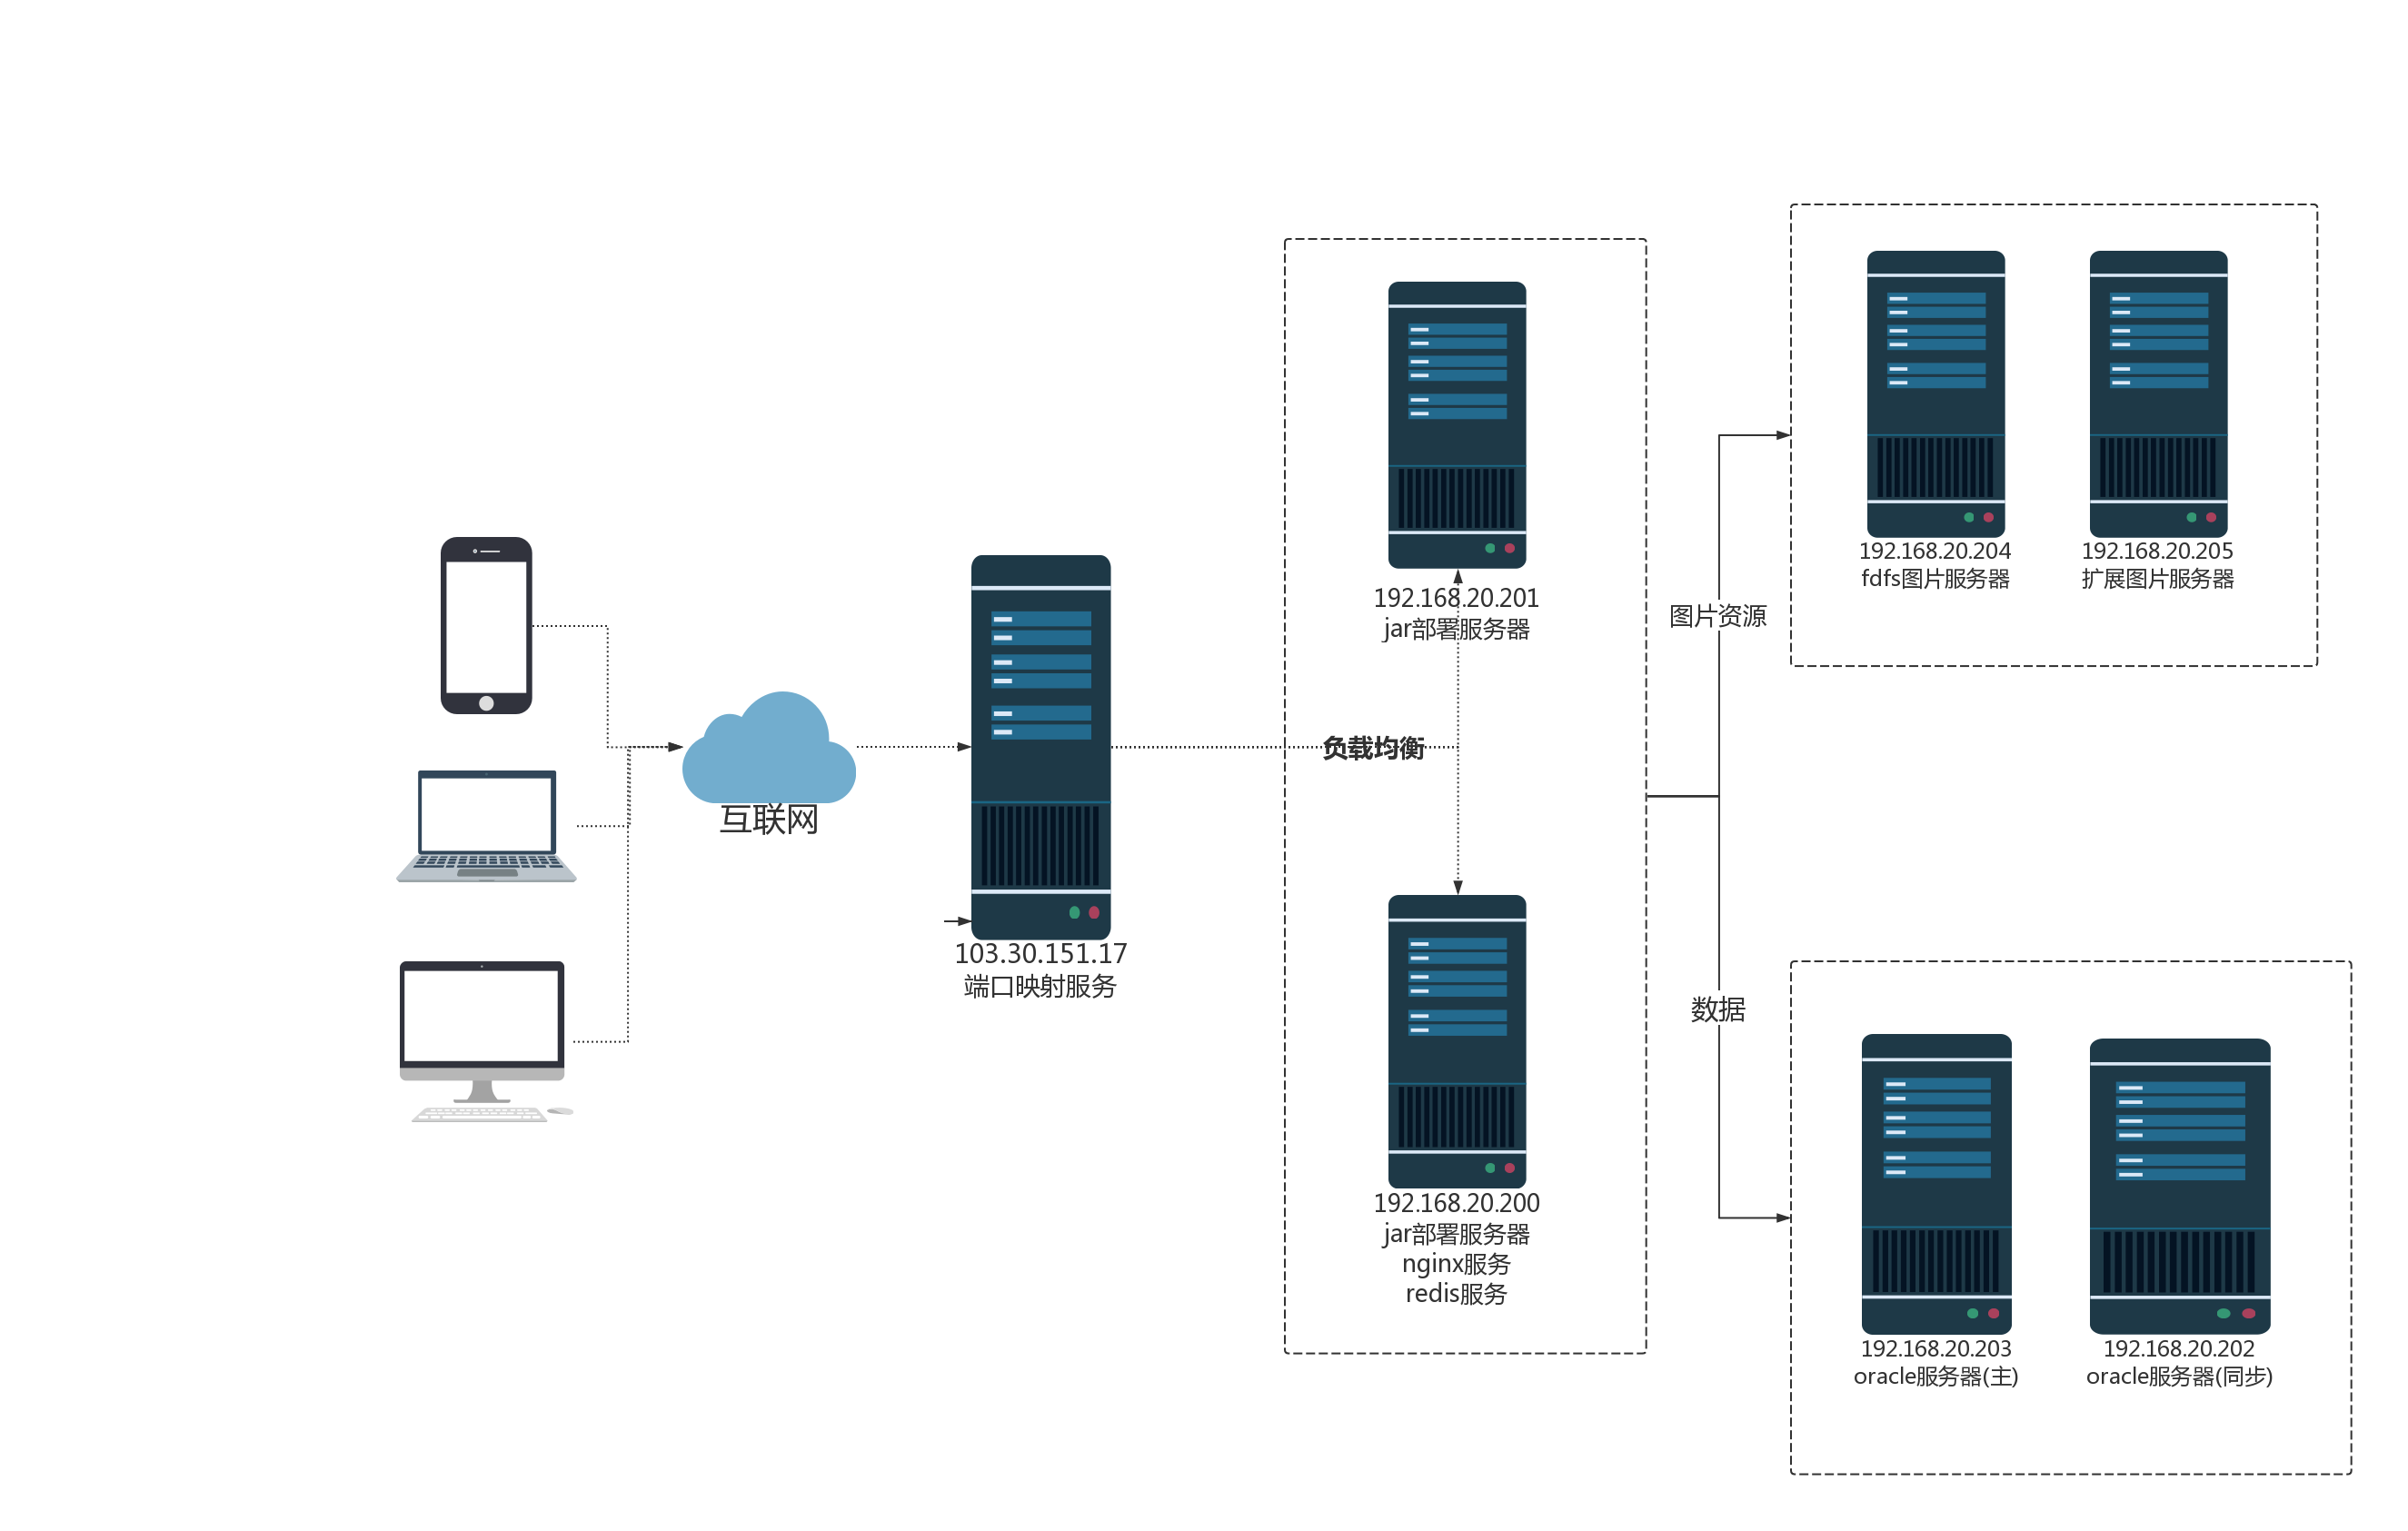 互联网
103.30.151.17
端口映射服务
负载均衡
192.168.20.201
jar部署服务器
192.168.20.200
jar部署服务器
nginx服务
redis服务
图片资源
数据
192.168.20.204
fdfs图片服务器
192.168.20.205
扩展图片服务器
192.168.20.203
oracle服务器(主)
192.168.20.202
oracle服务器(同步)